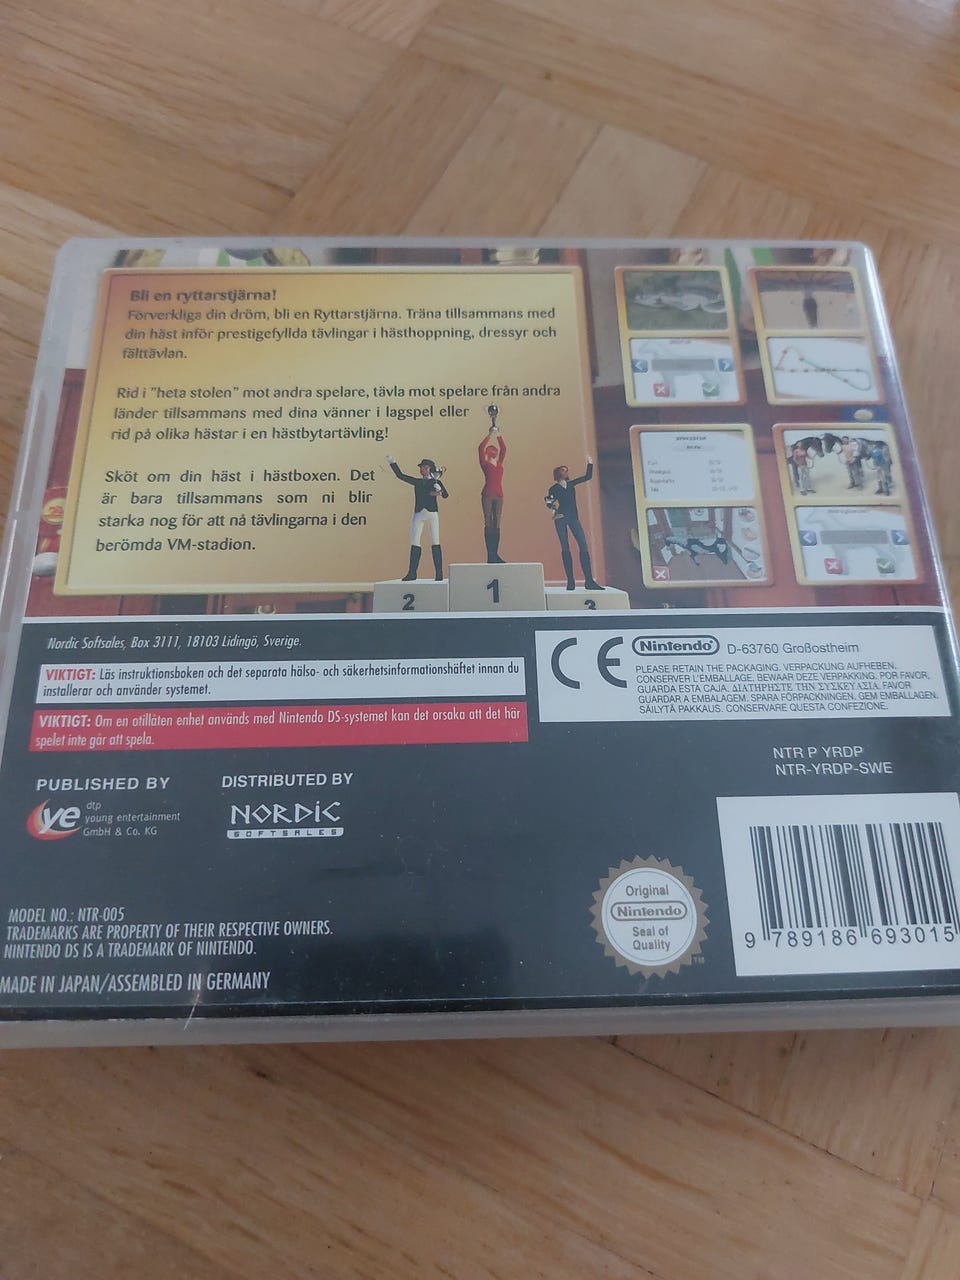 Bli en ryttarstjärna!
Förverkliga din dröm, bli en Ryttarstjärna. Träna tillsammans med
din häst inför prestigefyllda tävlingar i hästhoppning, dressyr och
fälttävlan.
Rid i "heta stolen" mot andra spelare, tävla mot spelare från andra
länder tillsammans med dina vänner i lagspel eller
rid på olika hästar i en hästbytartävling!
Sköt om din häst i hästboxen. Det
är bara tillsammans som ni blir
starka nog för att nå tävlingarna i den
berömda VM-stadion.
2
1
3
Nordic Softsales, Box 3111, 18103 Lidingö, Sverige.
VIKTIGT: Läs instruktionsboken och det separata hälso- och säkerhetsinformationshäftet innan du
installerar och använder systemet.
VIKTIGT: Om en otillåten enhet används med Nintendo DS-systemet kan det orsaka att det här
spelet inte går att spela.
CE Nintendo D-63760 Großostheim
PLEASE RETAIN THE PACKAGING. VERPACKUNG AUFHEBEN.
CONSERVER L'EMBALLAGE. BEWAAR DEZE VERPAKKING. POR FAVOR,
GUARDA ESTA CAJA. ΔΙΑΤΗΡΗΣΤΕ ΤΗΝ ΣΥΣΚΕΥΑΣΙΑ. FAVOR
GUARDAR A EMBALAGEM. SPARA FÖRPACKNINGEN. GEM EMBALLAGEN.
SÄILYTÄ PAKKAUS. CONSERVARE QUESTA CONFEZIONE.
NTR P YRDP
NTR-YRDP-SWE
PUBLISHED BY
DISTRIBUTED BY
ye dtp
young entertainment
GmbH & Co. KG
NORDIC
SOFTSALES
Original
Nintendo
Seal of
Quality
TM
9 789186 693015
MODEL NO.: NTR-005
TRADEMARKS ARE PROPERTY OF THEIR RESPECTIVE OWNERS.
NINTENDO DS IS A TRADEMARK OF NINTENDO.
MADE IN JAPAN/ASSEMBLED IN GERMANY